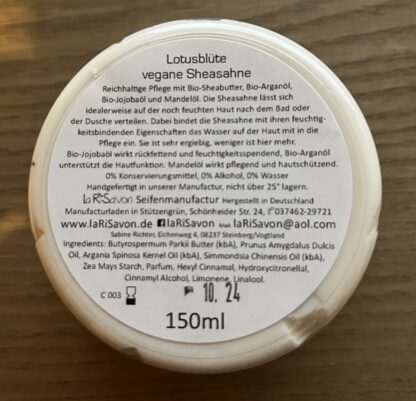 Lotusblüte
vegane Sheasahne
Reichhaltige Pflege mit Bio-Sheabutter, Bio-Arganöl,
Bio-Jojobaöl und Mandelöl. Die Sheasahne lässt sich
idealerweise auf der noch feuchten Haut nach dem Bad oder
der Dusche verteilen. Dabei bindet die Sheasahne mit ihren feuchtig-
keitsbindenden Eigenschaften das Wasser auf der Haut mit in die
Pflege ein. Sie ist sehr ergiebig, weniger ist hier mehr.
Bio-Jojobaöl wirkt rückfettend und feuchtigkeitsspendend, Bio-Arganöl
unterstützt die Hautfunktion. Mandelöl wirkt pflegend und hautschützend.
0% Konservierungsmittel, 0% Alkohol, 0% Wasser
Handgefertigt in unserer Manufactur, nicht über 25° lagern.
laRiSavon Seifenmanufactur Hergestellt in Deutschland
Manufacturladen in Stützengrün, Schönheider Str. 24, ✆037462-29721
www.laRiSavon.de laRiSavon Mail: laRiSavon@aol.com
Sabine Richter, Eichenweg 4, 08237 Steinberg/Vogtland
Ingredients: Butyrospermum Parkii Butter (kbA), Prunus Amygdalus Dulcis
Oil, Argania Spinosa Kernel Oil (kbA), Simmondsia Chinensis Oil (kbA),
Zea Mays Starch, Parfum, Hexyl Cinnamal, Hydroxycitronellal,
Cinnamyl Alcohol, Limonene, Linalool.
C 003
10. 24
150ml